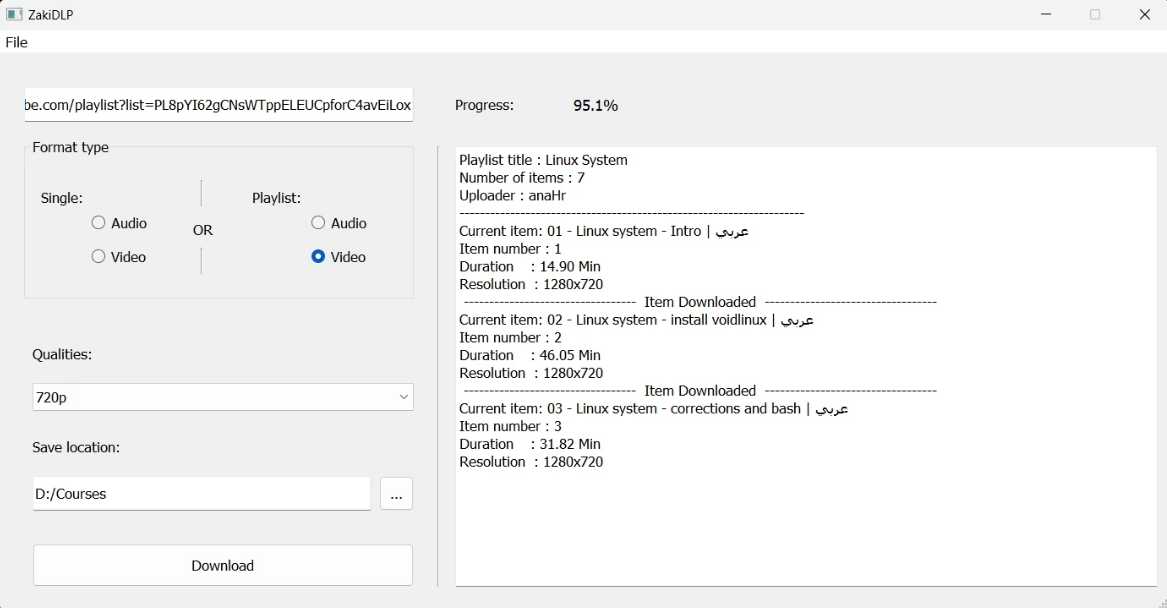 ZakiDLP
File
be.com/playlist?list=PL8pYI62gCNsWTppELEUCpforC4avEiLox
Format type
Single:
Audio
Video
OR
Playlist:
Audio
Video
Qualities:
720p
Save location:
D:/Courses
...
Download
Progress: 95.1%
Playlist title : Linux System
Number of items : 7
Uploader : anaHr
---------------------------------------------------------------------
Current item: 01 - Linux system - Intro | عربي
Item number : 1
Duration : 14.90 Min
Resolution : 1280x720
---------------------------------- Item Downloaded ----------------------------------
Current item: 02 - Linux system - install voidlinux | عربي
Item number : 2
Duration : 46.05 Min
Resolution : 1280x720
---------------------------------- Item Downloaded ----------------------------------
Current item: 03 - Linux system - corrections and bash | عربي
Item number : 3
Duration : 31.82 Min
Resolution : 1280x720